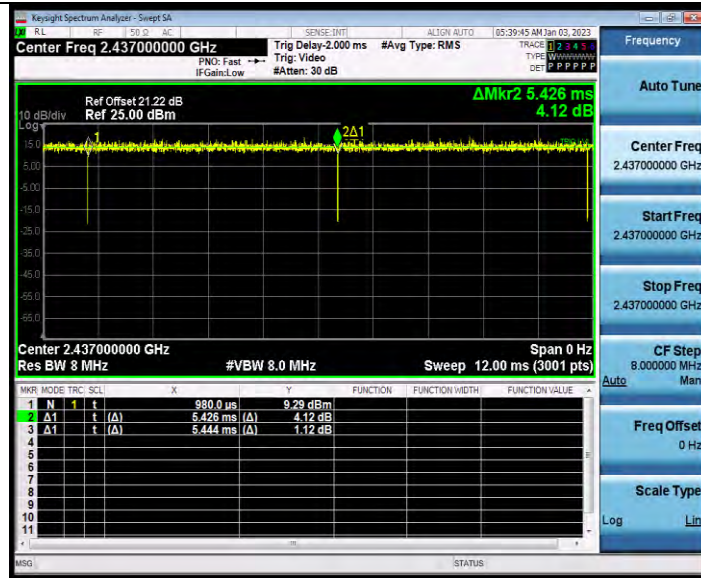 Keysight Spectrum Analyzer - Swept SA
LXI RL RF 50 Ω AC SENSE:INT ALIGN AUTO 05:39:45 AM Jan 03, 2023
Center Freq 2.437000000 GHz
PNO: Fast
IFGain:Low
Trig Delay-2.000 ms
Trig: Video
#Atten: 30 dB
#Avg Type: RMS
TRACE 1 2 3 4 5 6
TYPE WWWWWW
DET P P P P P P
Frequency
10 dB/div
Log
Ref Offset 21.22 dB
Ref 25.00 dBm
ΔMkr2 5.426 ms
4.12 dB
1
2Δ1
15.0
5.00
-5.00
-15.0
-25.0
-35.0
-45.0
-55.0
-65.0
Center 2.437000000 GHz
Span 0 Hz
Res BW 8 MHz
#VBW 8.0 MHz
Sweep 12.00 ms (3001 pts)
MKR MODE TRC SCL X Y FUNCTION FUNCTION WIDTH FUNCTION VALUE
1 N 1 t 980.0 µs 9.29 dBm
2 Δ1 t (Δ) 5.426 ms (Δ) 4.12 dB
3 Δ1 t (Δ) 5.444 ms (Δ) 1.12 dB
4
5
6
7
8
9
10
11
MSG
STATUS
Auto Tune
Center Freq
2.437000000 GHz
Start Freq
2.437000000 GHz
Stop Freq
2.437000000 GHz
CF Step
8.000000 MHz
Auto Man
Freq Offset
0 Hz
Scale Type
Log Lin